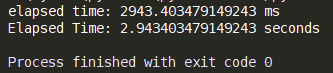 elapsed time: 2943.403479149243 ms
Elapsed Time: 2.943403479149243 seconds
Process finished with exit code 0